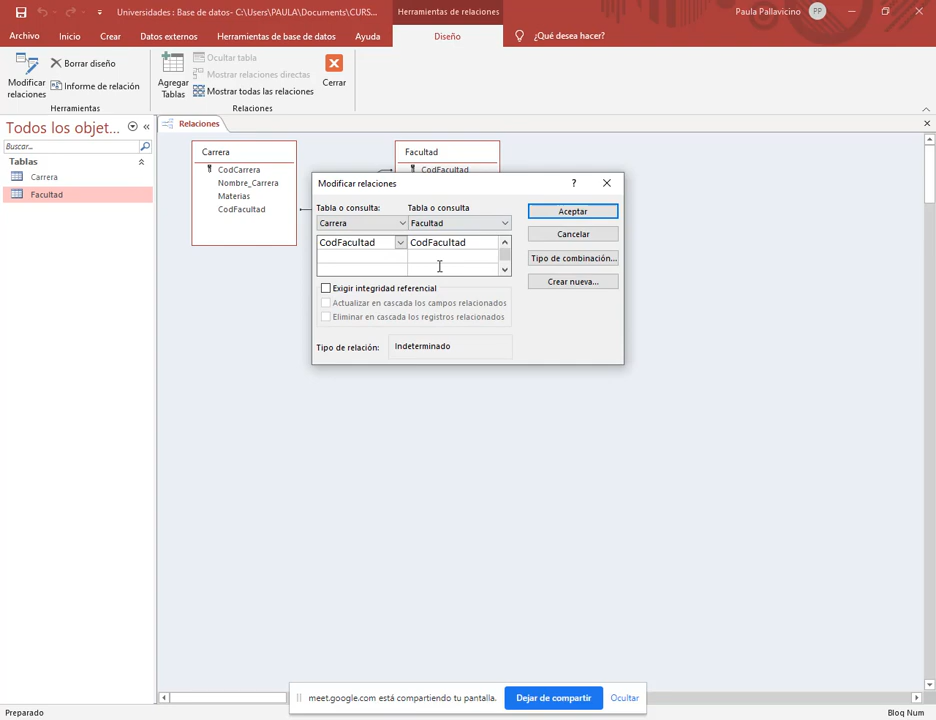 Universidades : Base de datos- C:\Users\PAULA\Documents\CURS...
Herramientas de relaciones
Paula Pallavicino
PP
Archivo
Inicio
Crear
Datos externos
Herramientas de base de datos
Ayuda
Diseño
¿Qué desea hacer?
Modificar relaciones
Borrar diseño
Informe de relación
Herramientas
Agregar Tablas
Ocultar tabla
Mostrar relaciones directas
Mostrar todas las relaciones
Relaciones
Cerrar
Todos los objet...
Buscar...
Tablas
Carrera
Facultad
Relaciones
Carrera
CodCarrera
Nombre_Carrera
Materias
CodFacultad
Facultad
CodFacultad
Modificar relaciones
?
Tabla o consulta:
Tabla o consulta
Carrera
Facultad
CodFacultad
CodFacultad
Exigir integridad referencial
Actualizar en cascada los campos relacionados
Eliminar en cascada los registros relacionados
Tipo de relación:
Indeterminado
Aceptar
Cancelar
Tipo de combinación...
Crear nueva...
meet.google.com está compartiendo tu pantalla.
Dejar de compartir
Ocultar
Preparado
Bloq Num